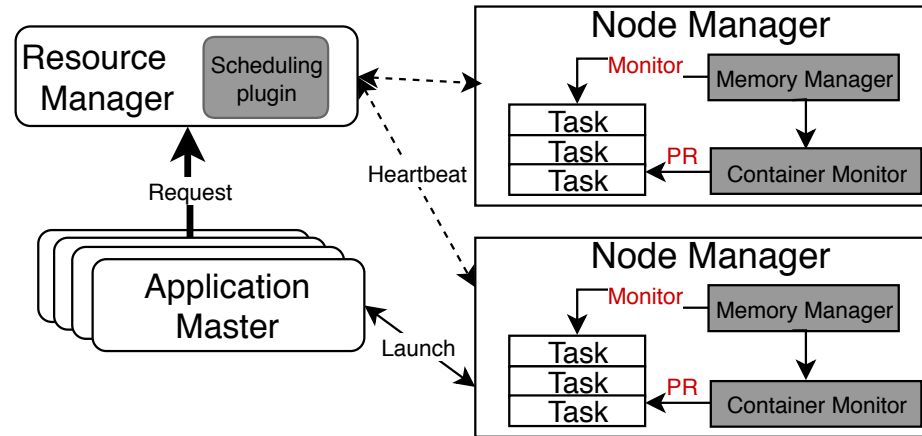 Resource
Manager
Scheduling
plugin
Request
Application
Master
Heartbeat
Launch
Node Manager
Monitor
Memory Manager
Task
Task
Task
PR
Container Monitor
Node Manager
Monitor
Memory Manager
Task
Task
Task
PR
Container Monitor